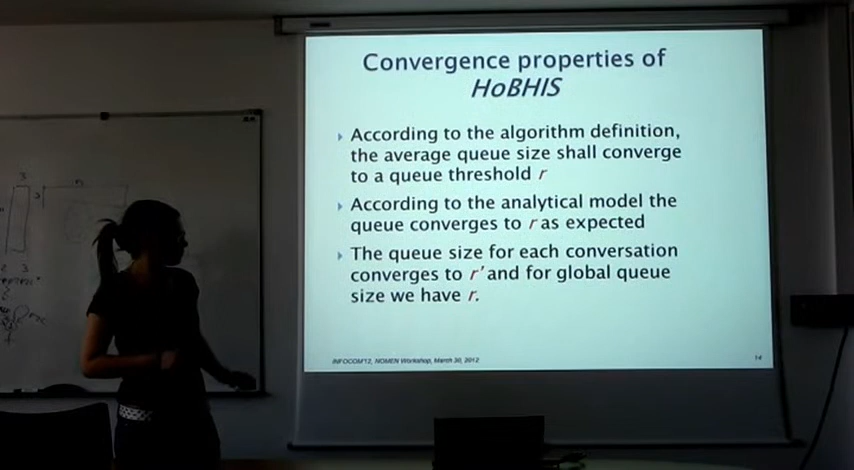 Convergence properties of
HoBHIS
According to the algorithm definition,
the average queue size shall converge
to a queue threshold r
According to the analytical model the
queue converges to r as expected
The queue size for each conversation
converges to r' and for global queue
size we have r.
INFOCOM'12, NOMEN Workshop, March 30, 2012
14
3